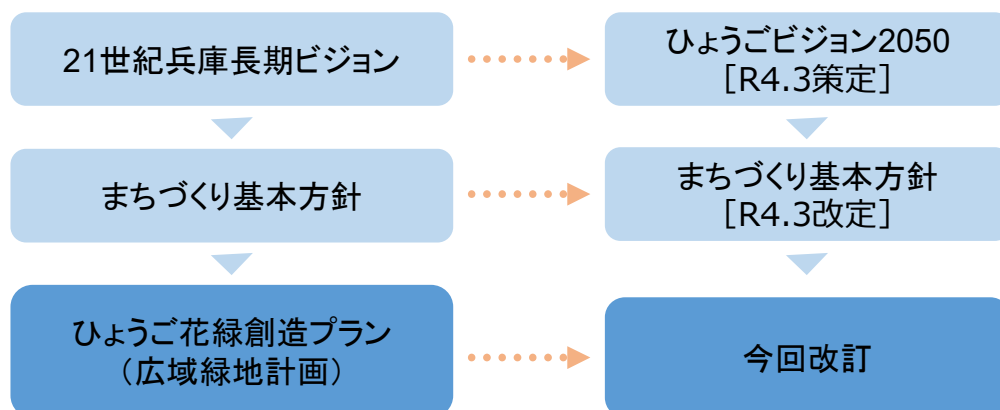 21世紀兵庫長期ビジョン
ひょうごビジョン2050
[R4.3策定]
まちづくり基本方針
まちづくり基本方針
[R4.3改定]
ひょうご花緑創造プラン
（広域緑地計画）
今回改訂